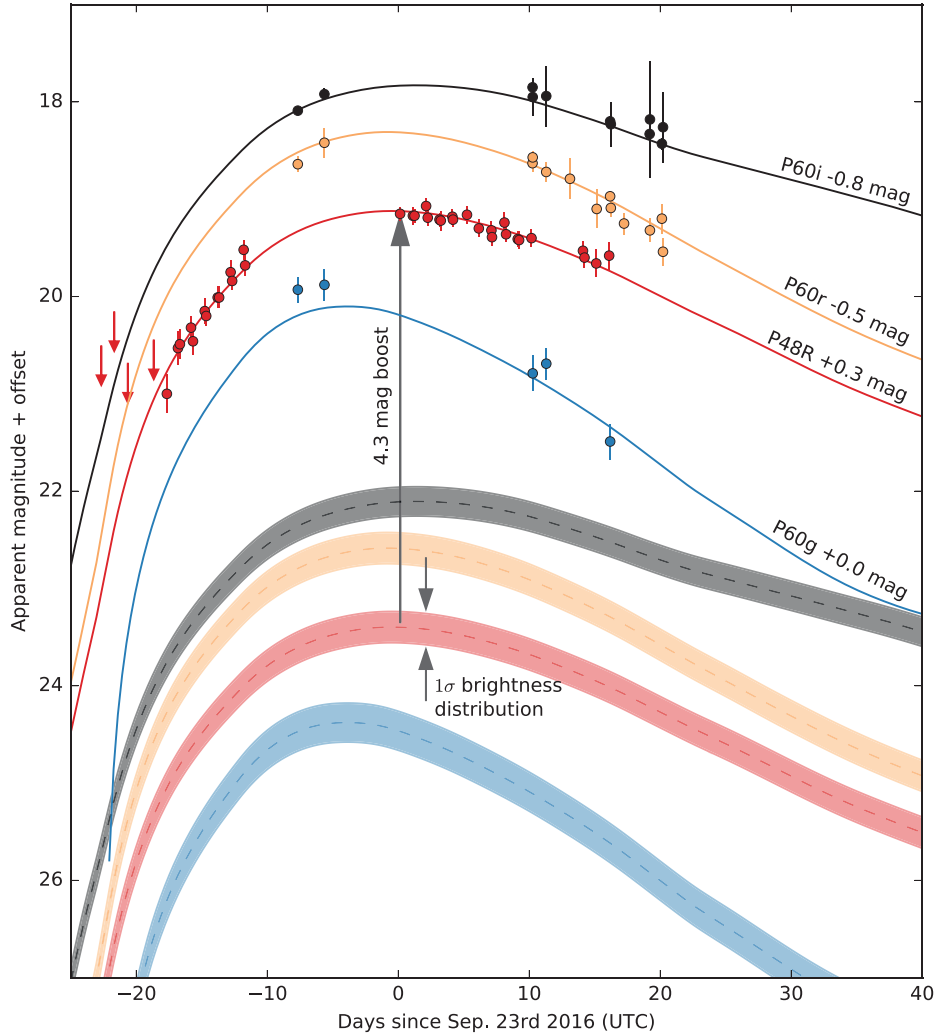 18
20
22
24
26
Apparent magnitude + offset
P60i -0.8 mag
P60r -0.5 mag
P48R +0.3 mag
P60g +0.0 mag
4.3 mag boost
1σ brightness
distribution
−20
−10
0
10
20
30
40
Days since Sep. 23rd 2016 (UTC)